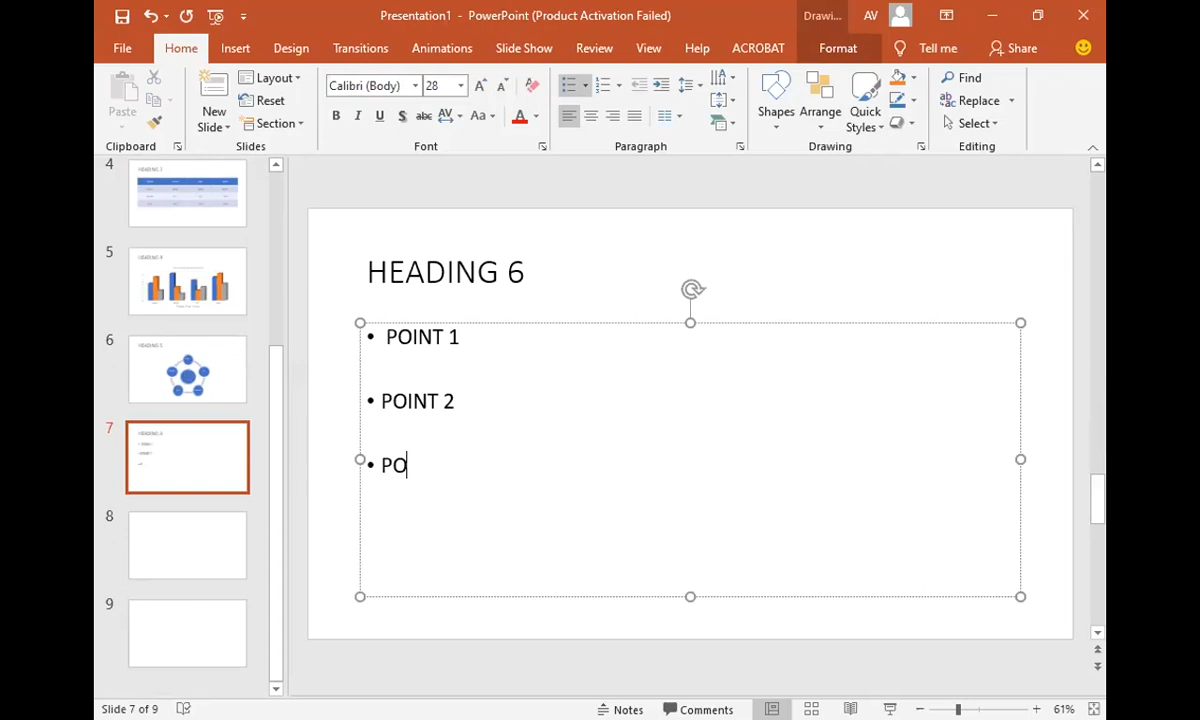 Presentation1 - PowerPoint (Product Activation Failed)
Drawi...
AV
File
Home
Insert
Design
Transitions
Animations
Slide Show
Review
View
Help
ACROBAT
Format
Tell me
Share
Paste
New
Slide
Layout
Reset
Section
Calibri (Body)
28
Shapes
Arrange
Quick
Styles
Find
Replace
Select
Clipboard
Slides
Font
Paragraph
Drawing
Editing
4
5
6
7
8
9
HEADING 6
• POINT 1
• POINT 2
• PO
Slide 7 of 9
Notes
Comments
61%